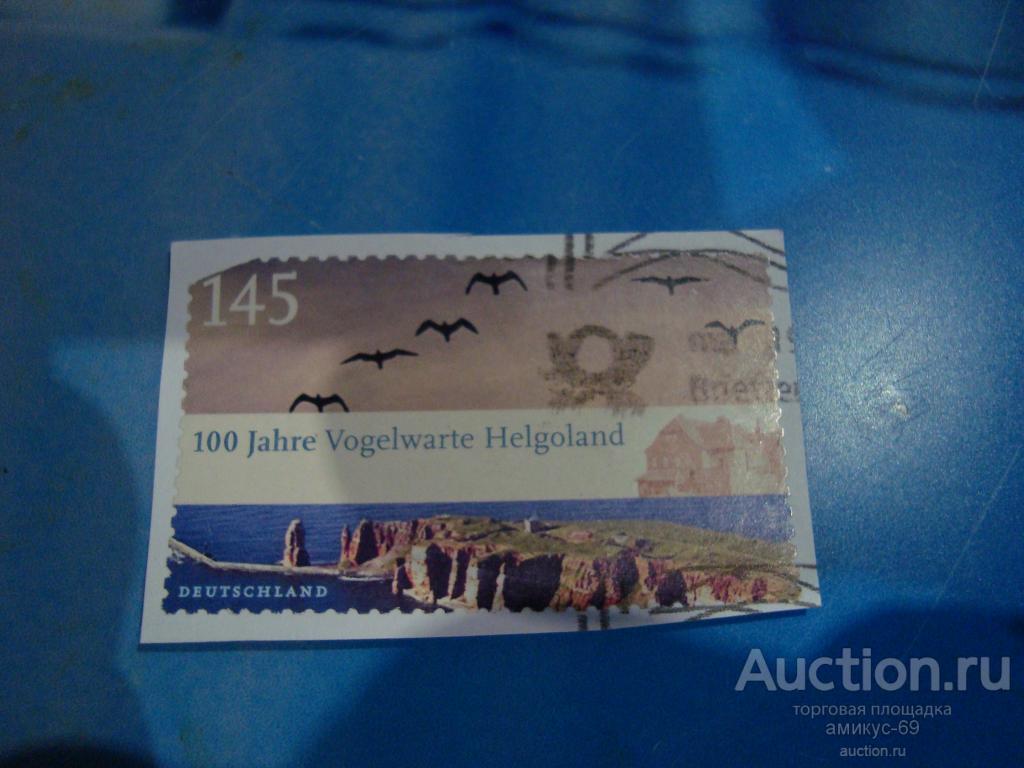 145
100 Jahre Vogelwarte Helgoland
DEUTSCHLAND
Auction.ru
торговая площадка
амикус-69
auction.ru